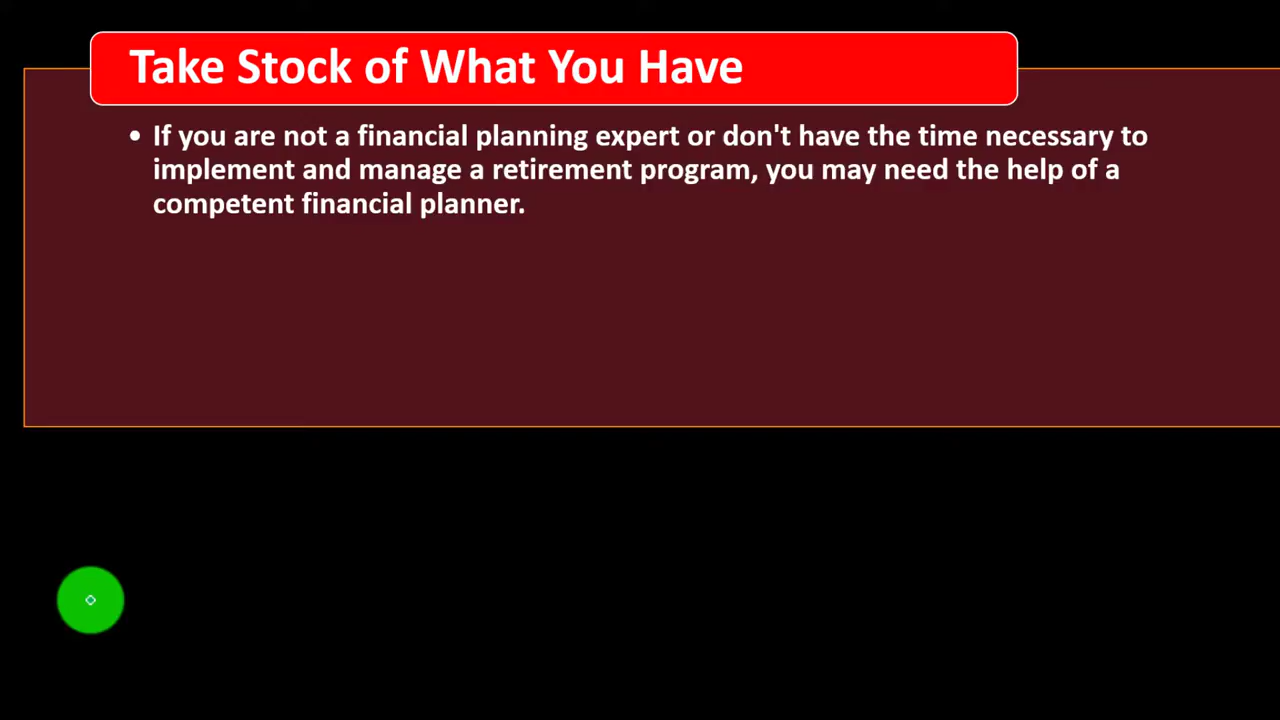 Take Stock of What You Have
• If you are not a financial planning expert or don't have the time necessary to
implement and manage a retirement program, you may need the help of a
competent financial planner.